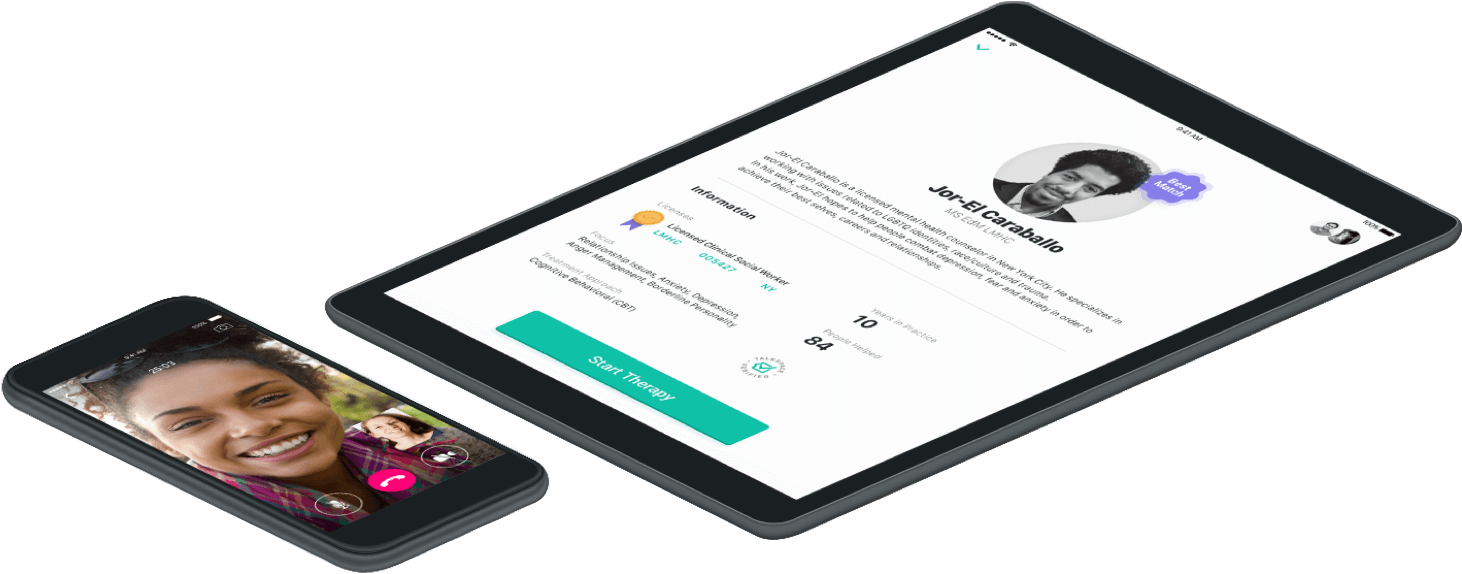 9:41 AM
100%
Best
Match
Jor-El Caraballo
MS EdM LMHC
Jor-El Caraballo is a licensed mental health counselor in New York City. He specializes in
working with issues related to LGBTQ identities, race/culture and trauma.
In his work, Jor-El hopes to help people combat depression, fear and anxiety in order to
achieve their best selves, careers and relationships.
Information
Licenses
Licensed Clinical Social Worker
LMHC 005427 NY
Focus
Relationship Issues, Anxiety, Depression,
Anger Management, Borderline Personality
Treatment Approach
Cognitive Behavioral (CBT)
Years in Practice
10
People Helped
84
TALKSPACE
VERIFIED
Start Therapy
9:41 AM
100%
25:03